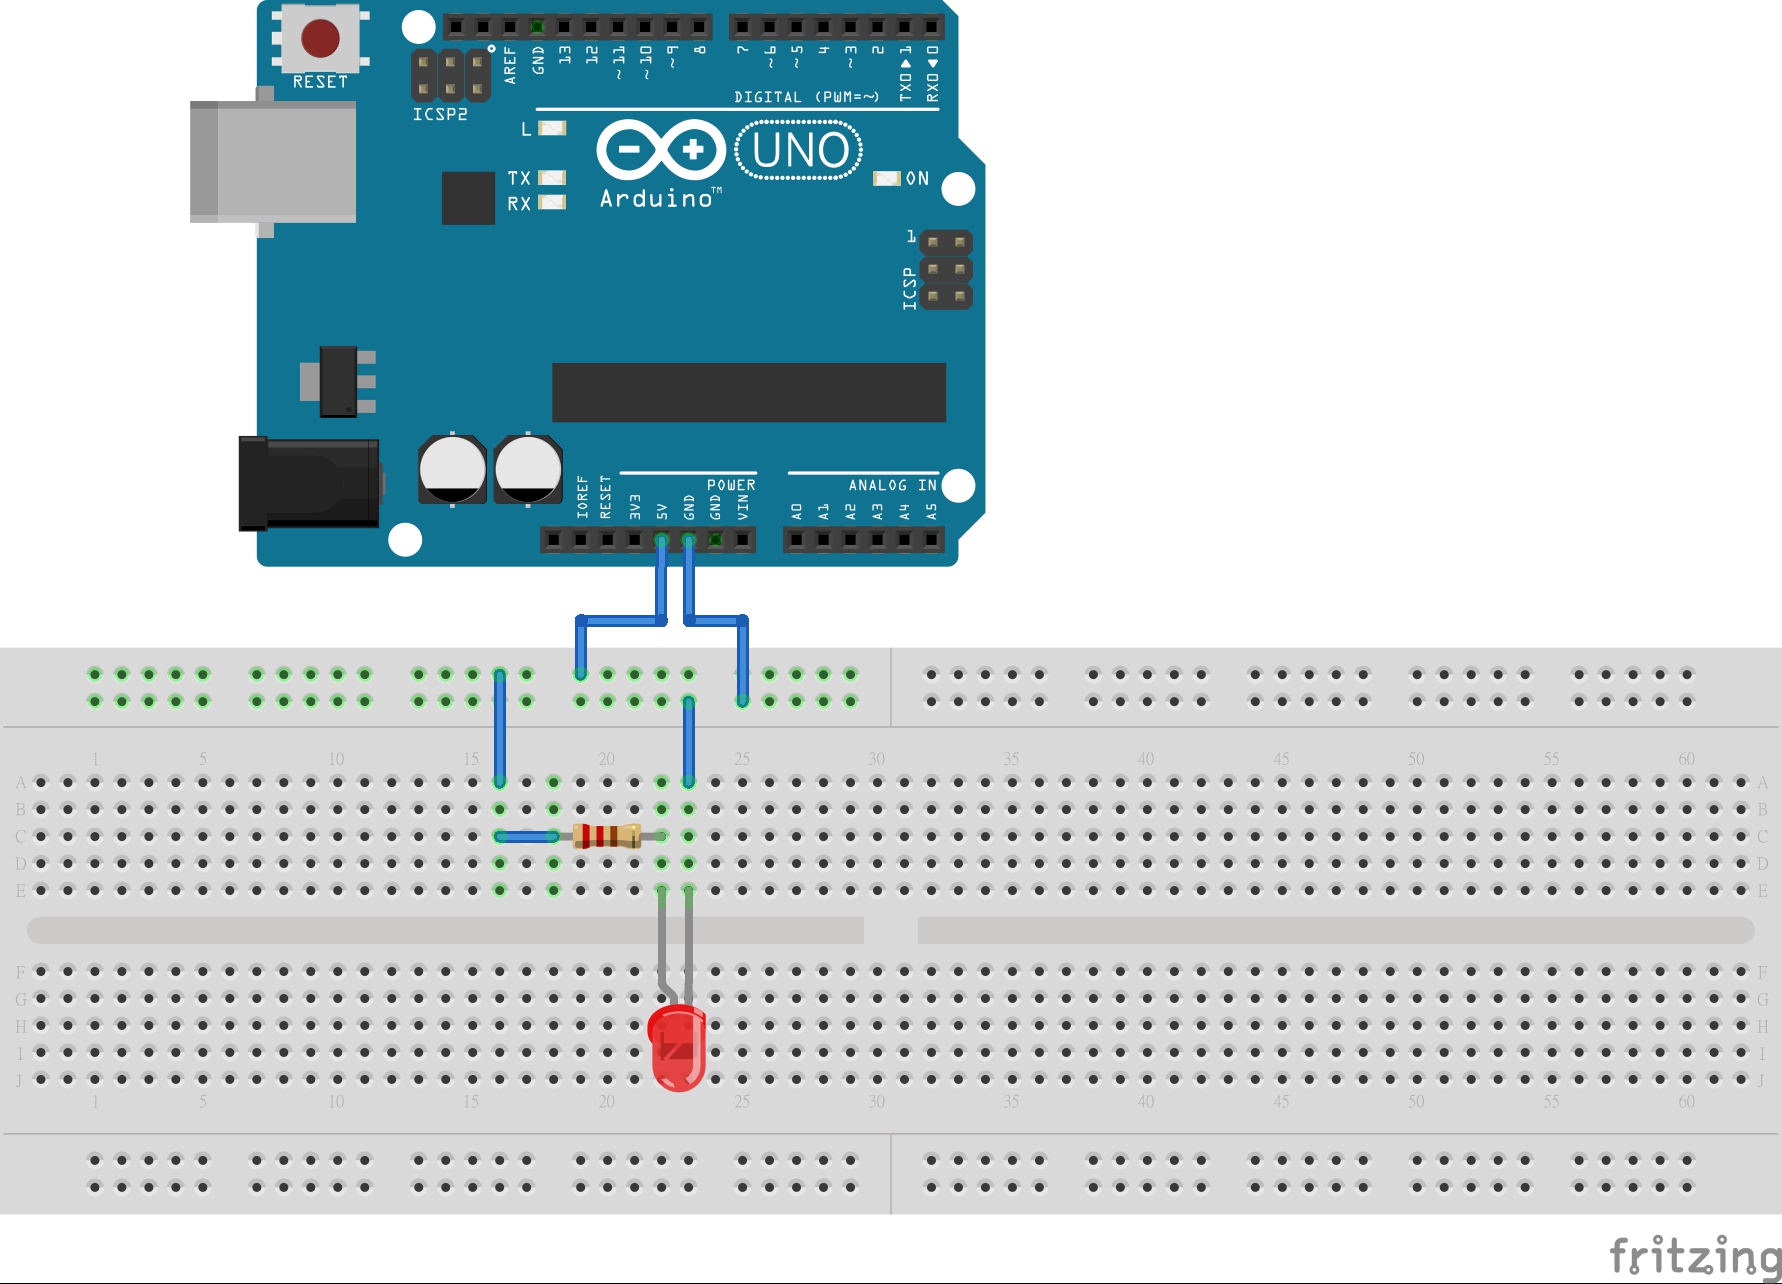 RESET
ICSP2
AREF
GND
13
12
~11
~10
~9
8
7
~6
~5
4
~3
2
TX0▶1
RX0◀0
DIGITAL (PWM=~)
L
TX
RX
Arduino™
UNO
ON
1
ICSP
POWER
ANALOG IN
IOREF
RESET
3V3
5V
GND
GND
VIN
A0
A1
A2
A3
A4
A5
1 5 10 15 20 25 30 35 40 45 50 55 60
A A
B B
C C
D D
E E
F F
G G
H H
I I
J J
1 5 10 15 20 25 30 35 40 45 50 55 60
fritzing